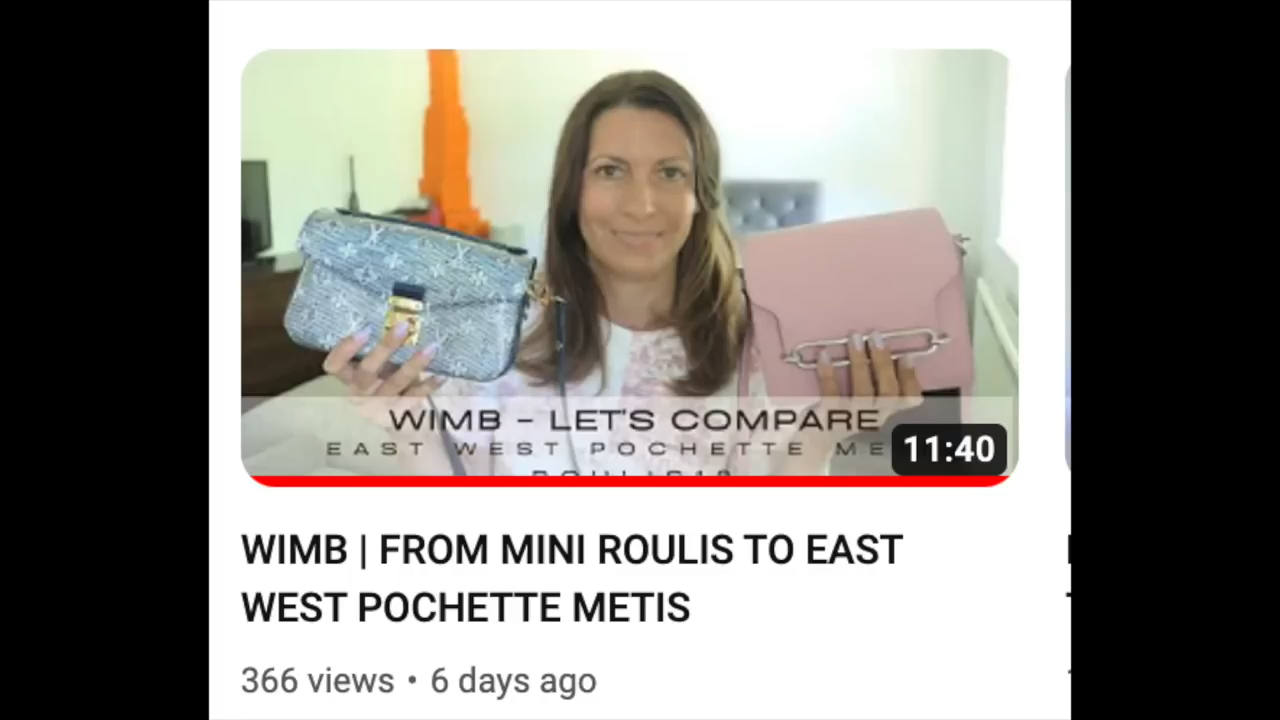 WIMB - LET'S COMPARE
EAST WEST POCHETTE ME
11:40
WIMB | FROM MINI ROULIS TO EAST
WEST POCHETTE METIS
366 views • 6 days ago